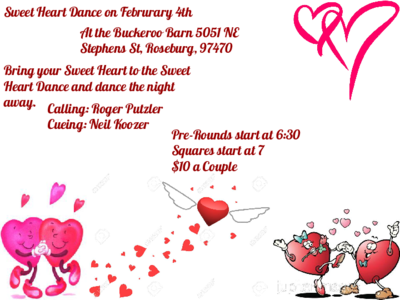 Sweet Heart Dance on Februrary 4th
At the Buckeroo Barn 5051 NE
Stephens St, Roseburg, 97470
Bring your Sweet Heart to the Sweet
Heart Dance and dance the night
away.
Calling: Roger Putzler
Cueing: Neil Koozer
Pre-Rounds start at 6:30
Squares start at 7
$10 a Couple